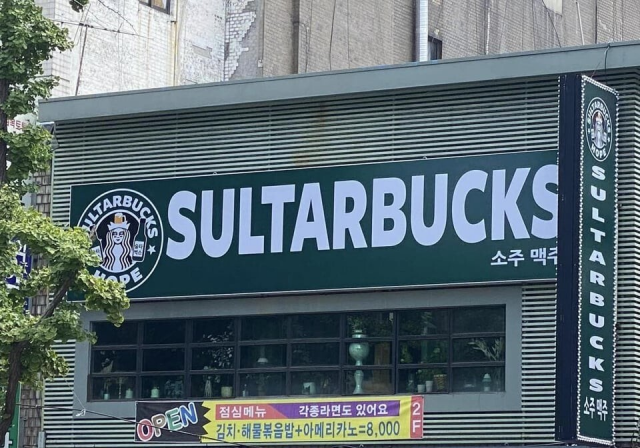 SULTARBUCKS
HOPE
SULTARBUCKS
소주 맥주
OPEN
점심메뉴 각종라면도 있어요
김치·해물볶음밥+아메리카노=8,000
2F
SULTARBUCKS
HOPE
SULTARBUCKS
소주 맥주